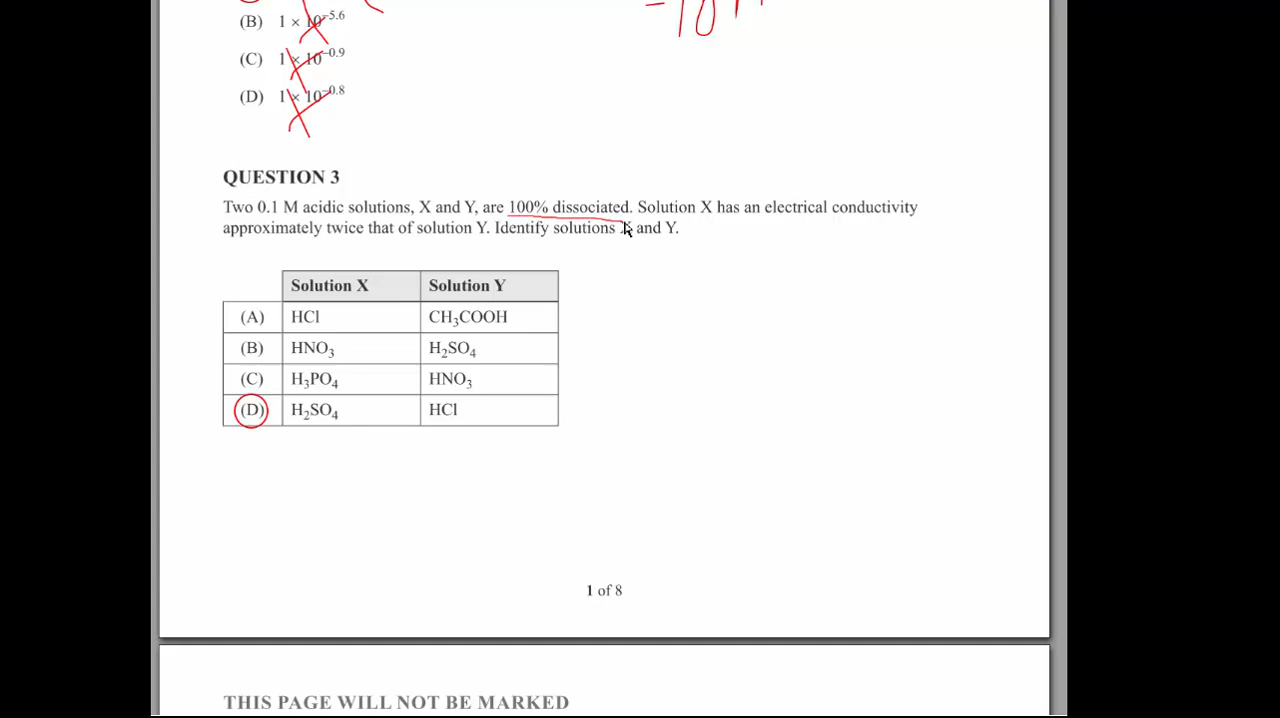 (B) 1 × 10⁻⁵·⁶
(C) 1 × 10⁻⁰·⁹
(D) 1 × 10⁻⁰·⁸
QUESTION 3
Two 0.1 M acidic solutions, X and Y, are 100% dissociated. Solution X has an electrical conductivity
approximately twice that of solution Y. Identify solutions X and Y.
Solution X Solution Y
(A) HCl CH₃COOH
(B) HNO₃ H₂SO₄
(C) H₃PO₄ HNO₃
(D) H₂SO₄ HCl
1 of 8
THIS PAGE WILL NOT BE MARKED